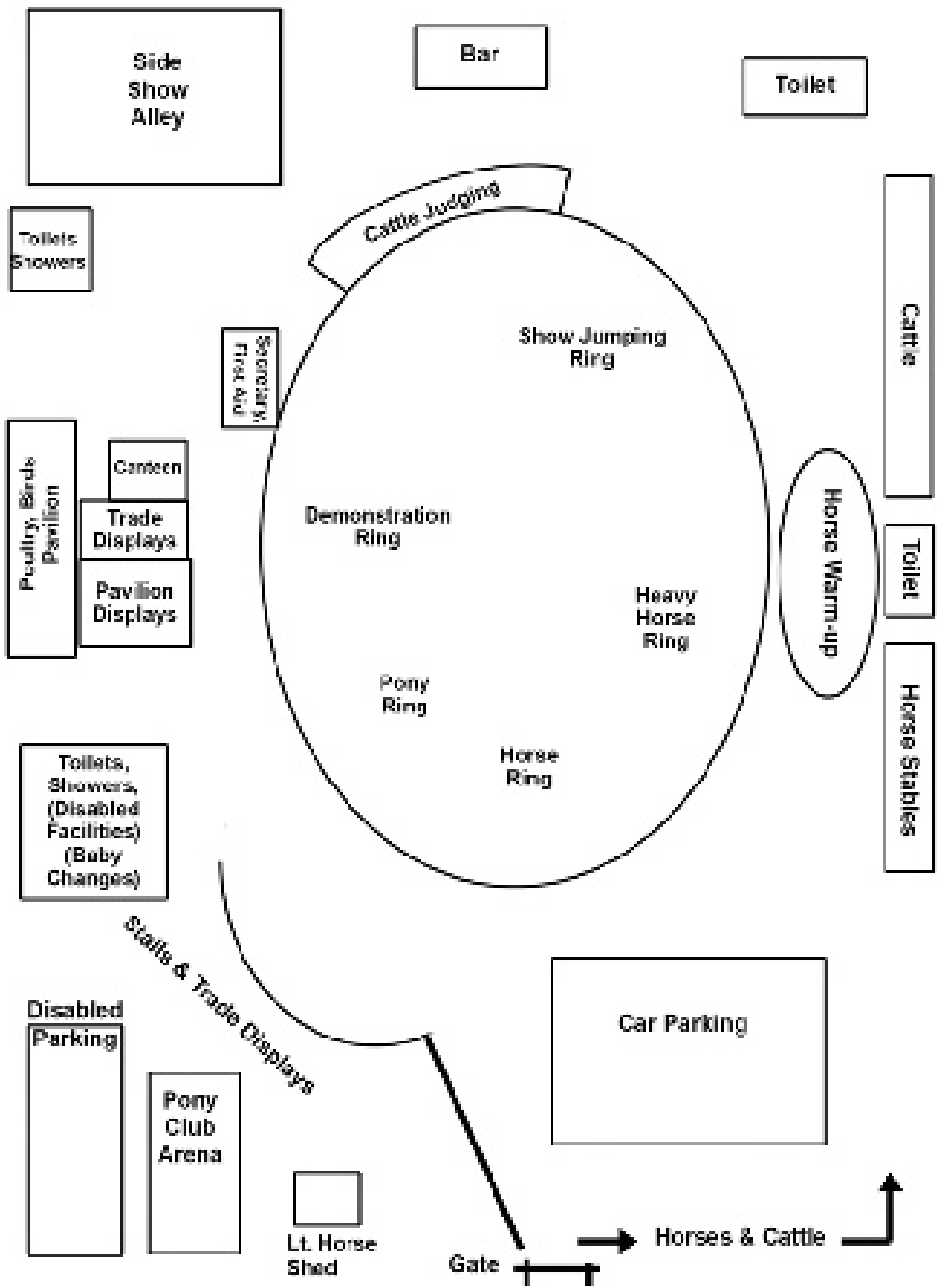 Side
Show
Alley
Bar
Toilet
Cattle Judging
Toilets
Showers
Cattle
Show Jumping
Ring
Secretary,
First Aid
Poultry, Birds
Pavilion
Canteen
Trade
Displays
Pavilion
Displays
Demonstration
Ring
Horse Warm-up
Toilet
Heavy
Horse
Ring
Pony
Ring
Horse
Ring
Horse Stables
Toilets,
Showers,
(Disabled
Facilities)
(Baby
Changes)
Stalls & Trade Displays
Disabled
Parking
Car Parking
Pony
Club
Arena
Lt. Horse
Shed
Gate
Horses & Cattle